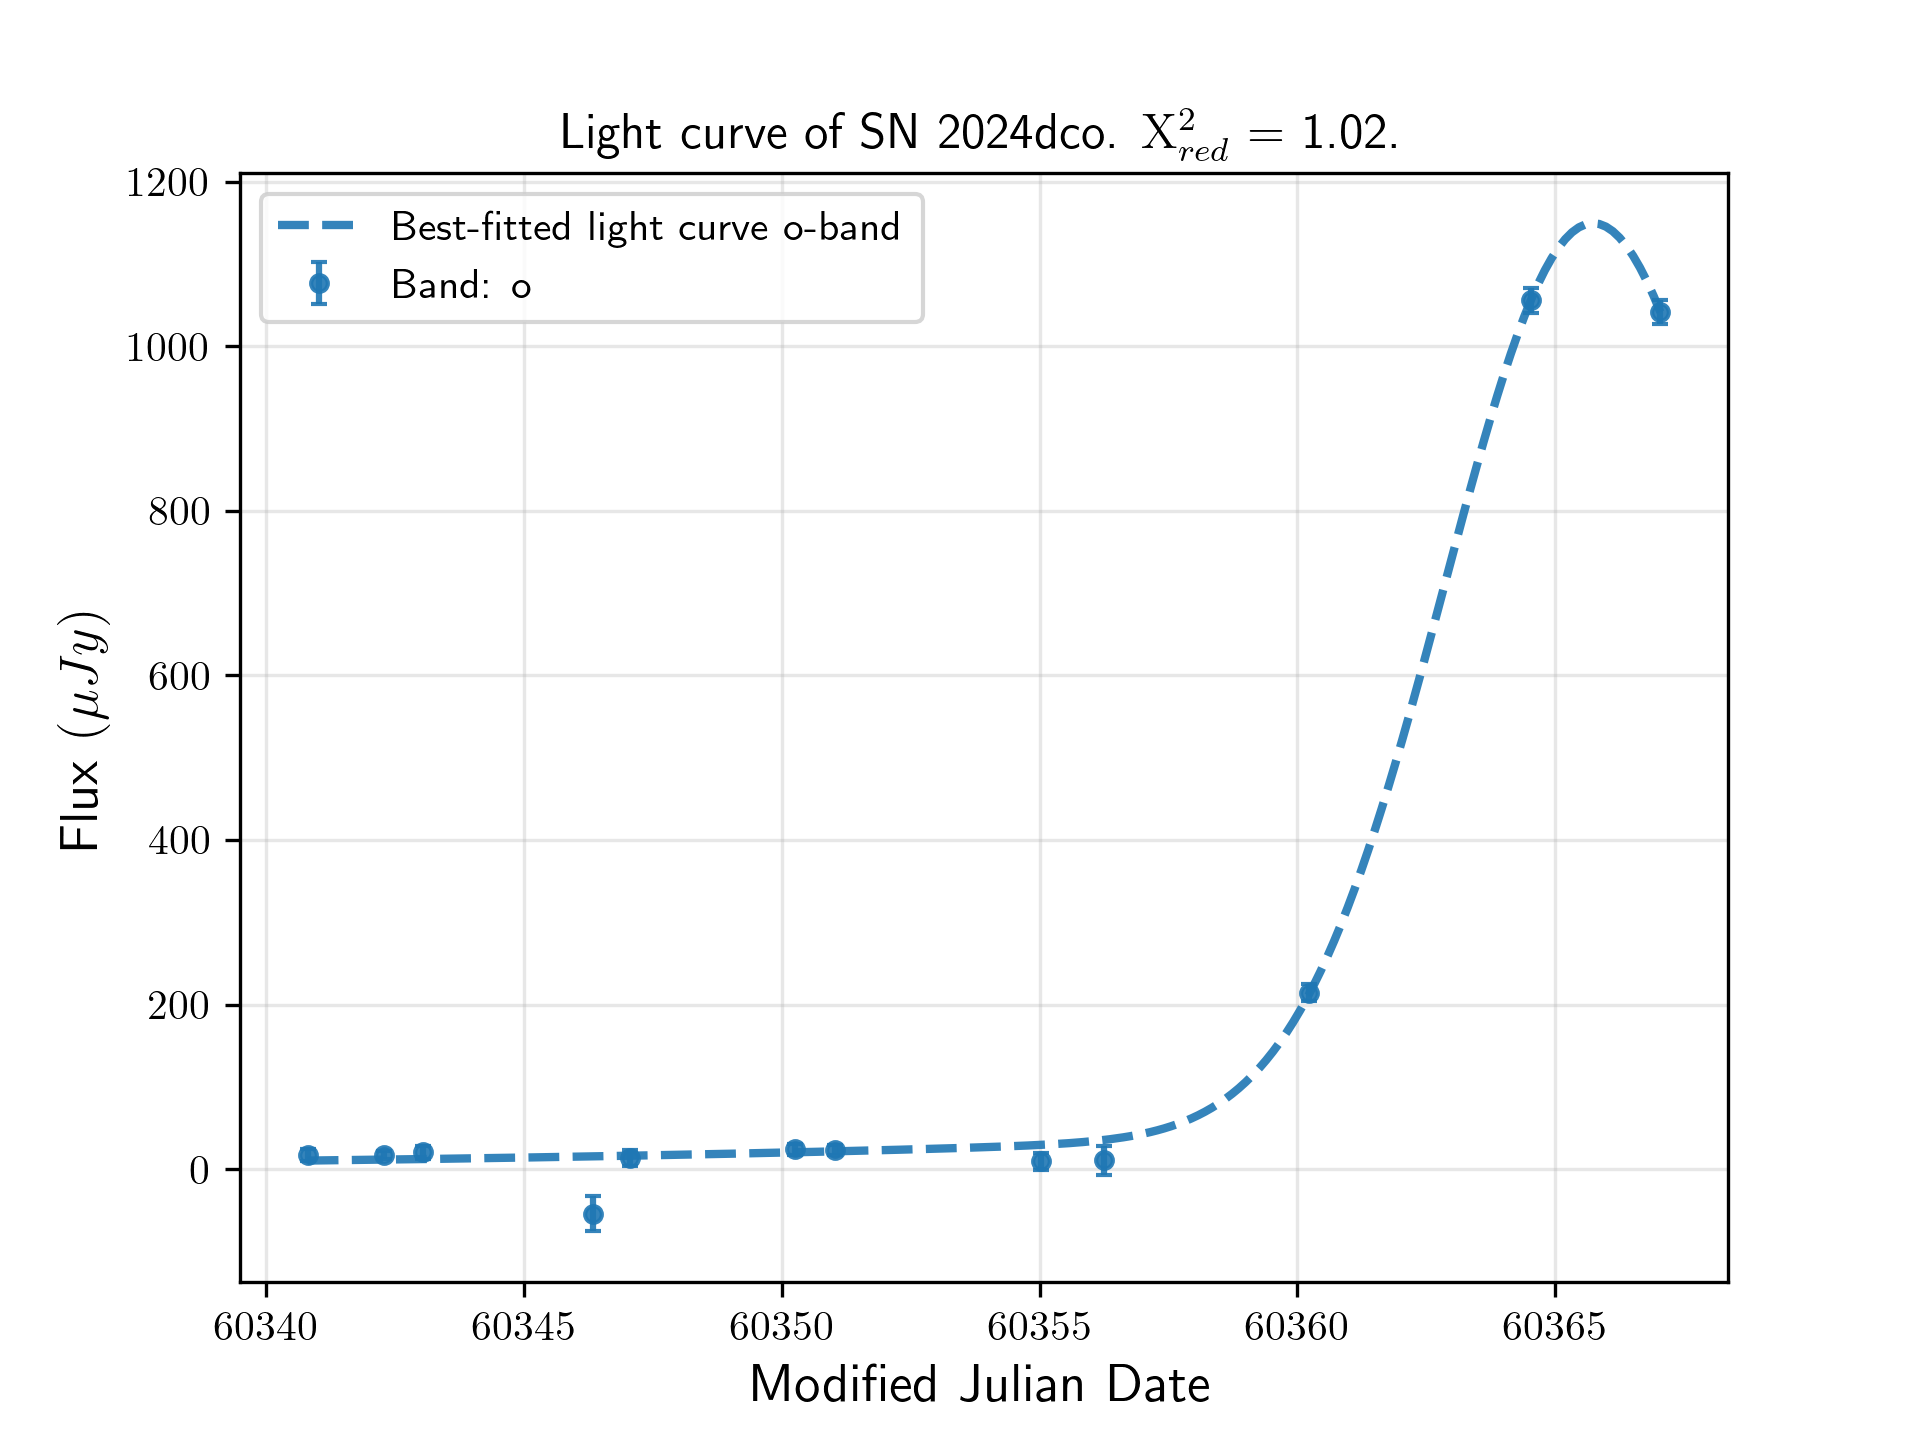 Light curve of SN 2024dco. X²_red = 1.02.
1200
Best-fitted light curve o-band
Band: o
1000
800
600
400
200
0
Flux (μJy)
60340 60345 60350 60355 60360 60365
Modified Julian Date